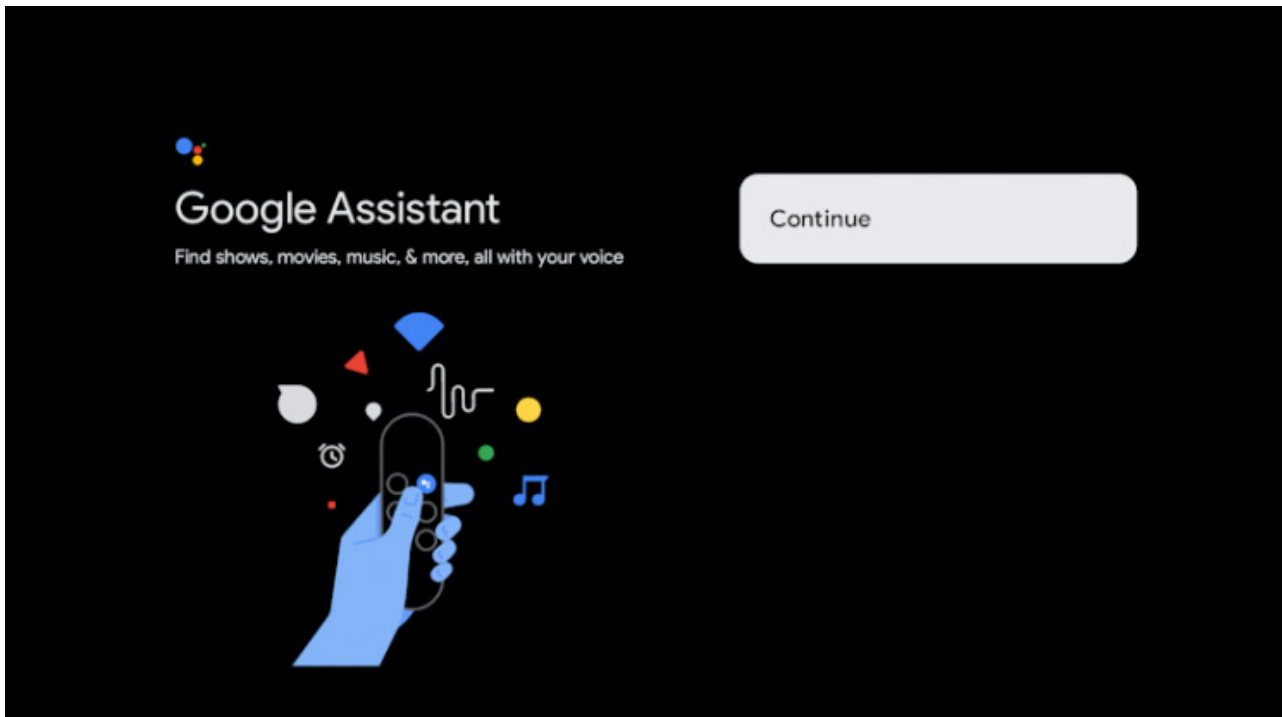 Google Assistant
Find shows, movies, music, & more, all with your voice
Continue